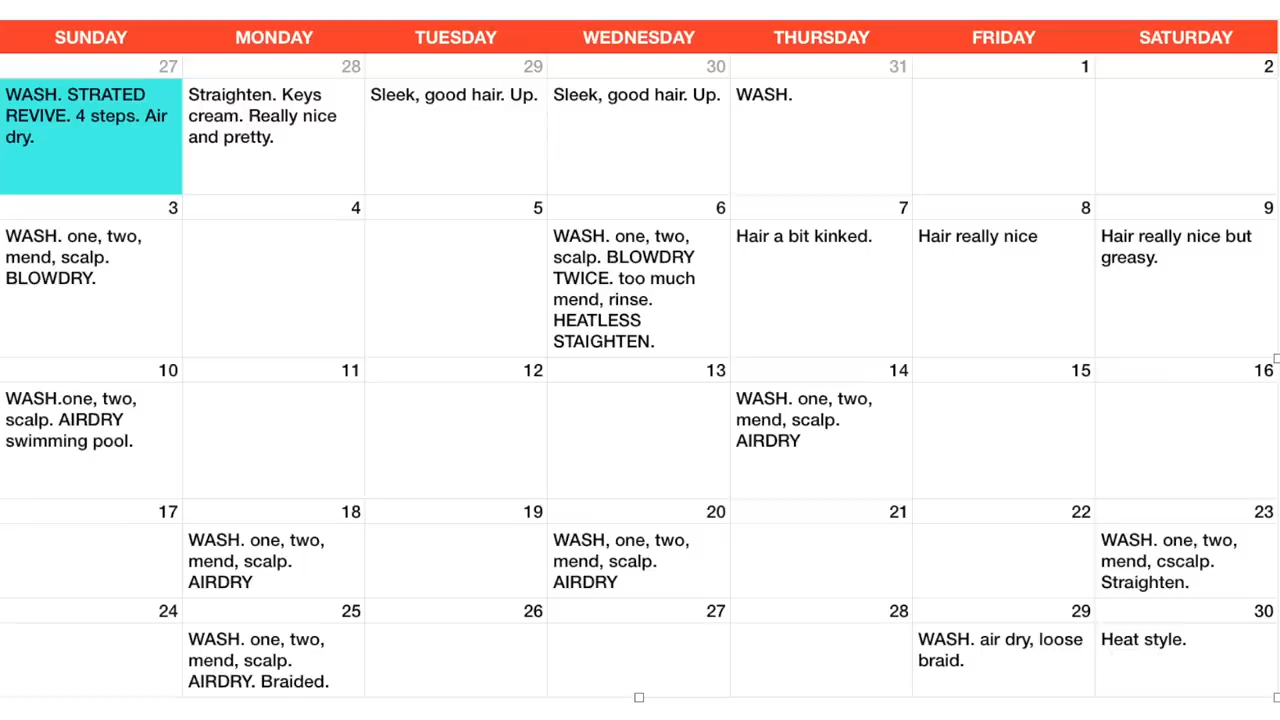 SUNDAY MONDAY TUESDAY WEDNESDAY THURSDAY FRIDAY SATURDAY
27 28 29 30 31 1 2
WASH. STRATED
REVIVE. 4 steps. Air
dry.
Straighten. Keys
cream. Really nice
and pretty.
Sleek, good hair. Up.
Sleek, good hair. Up.
WASH.
3 4 5 6 7 8 9
WASH. one, two,
mend, scalp.
BLOWDRY.
WASH. one, two,
scalp. BLOWDRY
TWICE. too much
mend, rinse.
HEATLESS
STAIGHTEN.
Hair a bit kinked.
Hair really nice
Hair really nice but
greasy.
10 11 12 13 14 15 16
WASH.one, two,
scalp. AIRDRY
swimming pool.
WASH. one, two,
mend, scalp.
AIRDRY
17 18 19 20 21 22 23
WASH. one, two,
mend, scalp.
AIRDRY
WASH, one, two,
mend, scalp.
AIRDRY
WASH. one, two,
mend, cscalp.
Straighten.
24 25 26 27 28 29 30
WASH. one, two,
mend, scalp.
AIRDRY. Braided.
WASH. air dry, loose
braid.
Heat style.